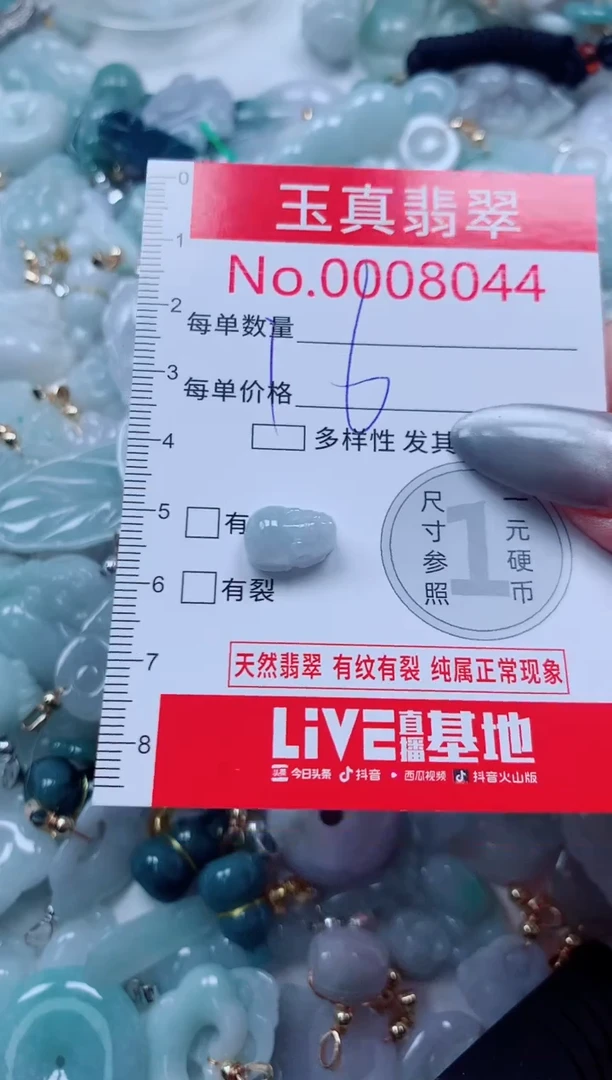 玉真翡翠
No.0008044
每单数量
每单价格
16
多样性 发其
有
有裂
尺寸参照
1
一元硬币
天然翡翠 有纹有裂 纯属正常现象
LiVE直播基地
头条 今日头条 抖音 西瓜视频 抖音火山版
0
1
2
3
4
5
6
7
8